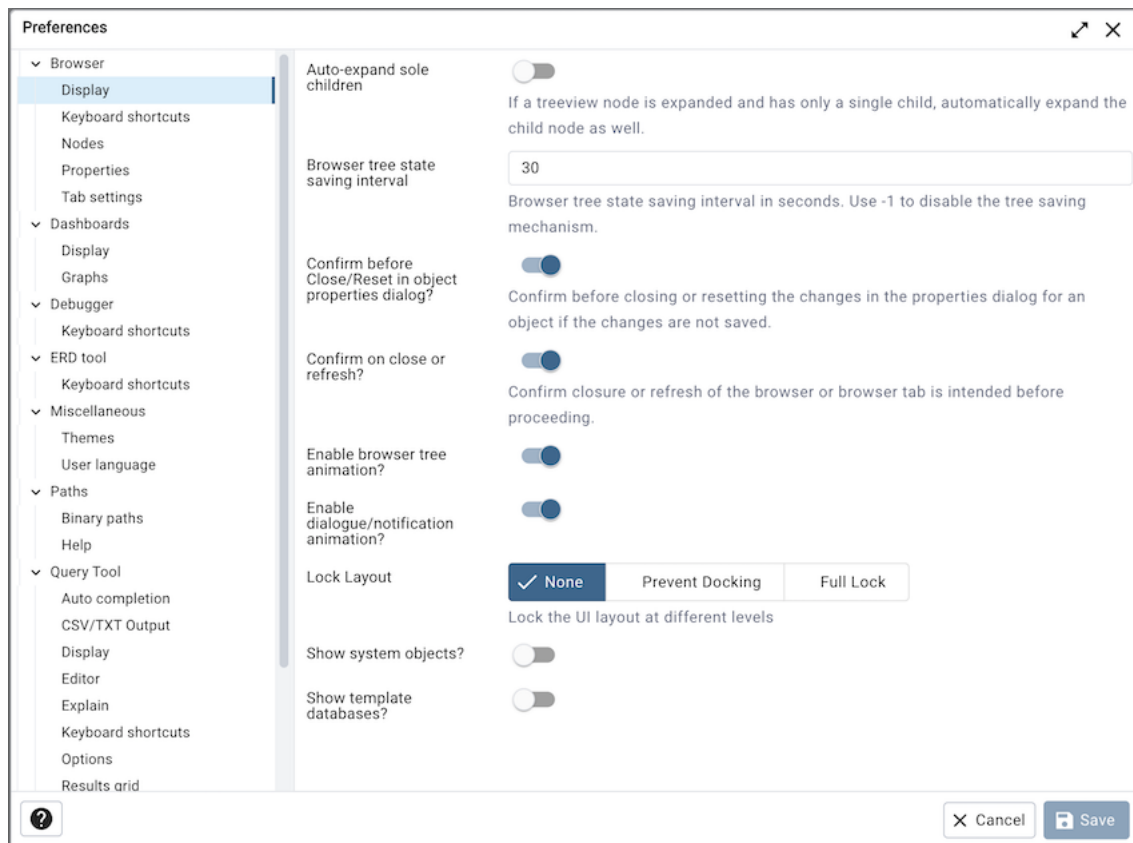 Preferences
Browser
Display
Keyboard shortcuts
Nodes
Properties
Tab settings
Dashboards
Display
Graphs
Debugger
Keyboard shortcuts
ERD tool
Keyboard shortcuts
Miscellaneous
Themes
User language
Paths
Binary paths
Help
Query Tool
Auto completion
CSV/TXT Output
Display
Editor
Explain
Keyboard shortcuts
Options
Results grid
Auto-expand sole
children
If a treeview node is expanded and has only a single child, automatically expand the
child node as well.
Browser tree state
saving interval
30
Browser tree state saving interval in seconds. Use -1 to disable the tree saving
mechanism.
Confirm before
Close/Reset in object
properties dialog?
Confirm before closing or resetting the changes in the properties dialog for an
object if the changes are not saved.
Confirm on close or
refresh?
Confirm closure or refresh of the browser or browser tab is intended before
proceeding.
Enable browser tree
animation?
Enable
dialogue/notification
animation?
Lock Layout
None Prevent Docking Full Lock
Lock the UI layout at different levels
Show system objects?
Show template
databases?
? Cancel Save